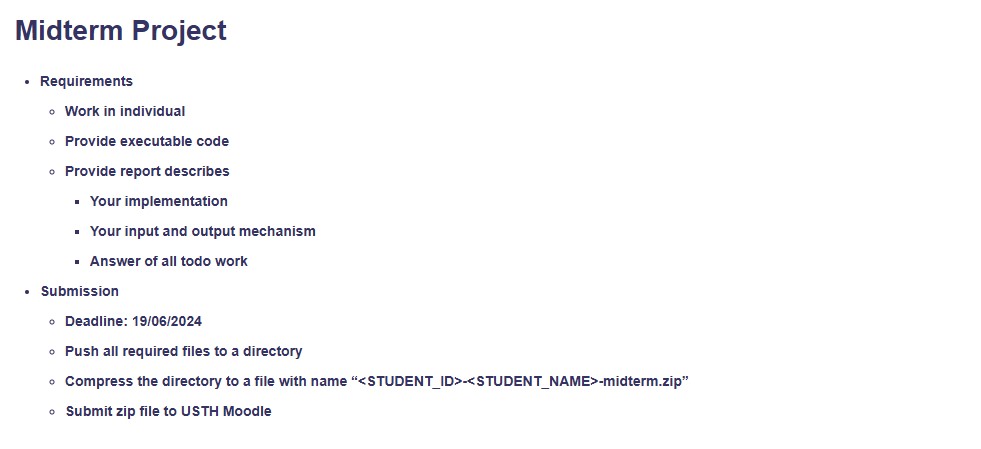 Midterm Project
Requirements
Work in individual
Provide executable code
Provide report describes
Your implementation
Your input and output mechanism
Answer of all todo work
Submission
Deadline: 19/06/2024
Push all required files to a directory
Compress the directory to a file with name “<STUDENT_ID>-<STUDENT_NAME>-midterm.zip”
Submit zip file to USTH Moodle